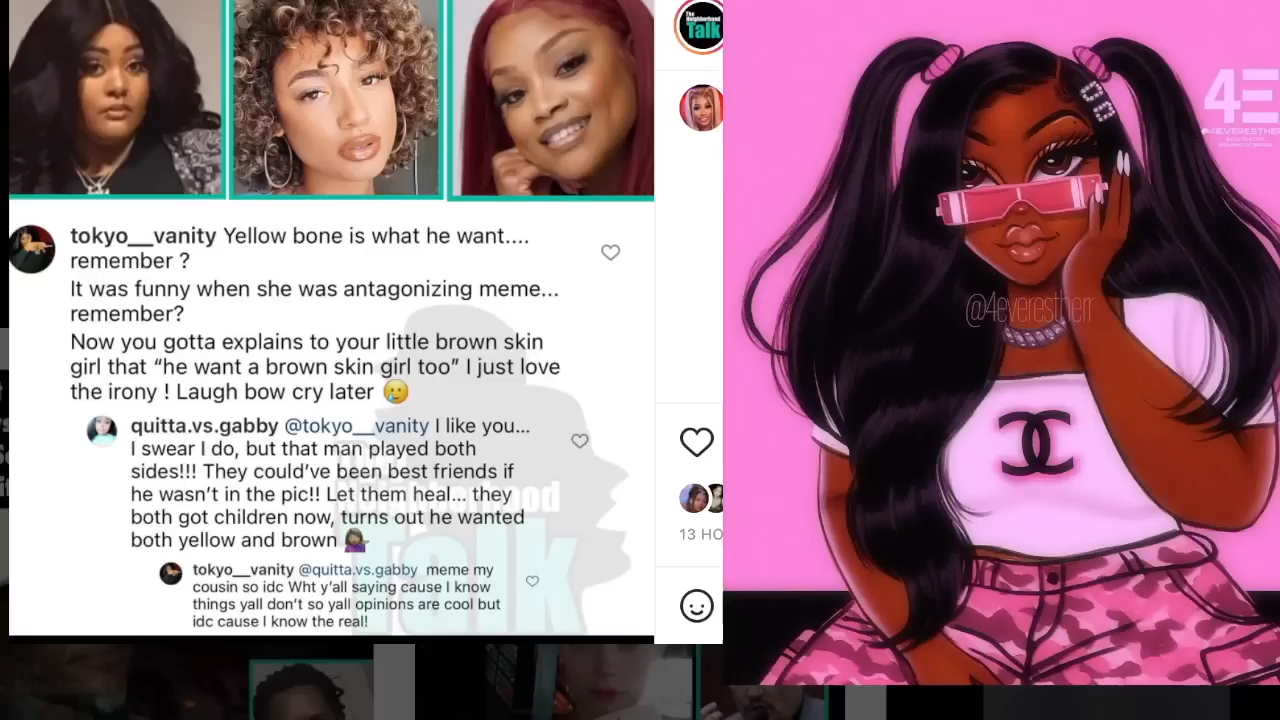 The
Neighborhood
Talk
tokyo__vanity Yellow bone is what he want....
remember ?
It was funny when she was antagonizing meme...
remember?
Now you gotta explains to your little brown skin
girl that “he want a brown skin girl too” I just love
the irony ! Laugh bow cry later 🥲
quitta.vs.gabby @tokyo__vanity I like you...
I swear I do, but that man played both
sides!!! They could’ve been best friends if
he wasn’t in the pic!! Let them heal... they
both got children now, turns out he wanted
both yellow and brown 💁🏾‍♀️
tokyo__vanity @quitta.vs.gabby meme my
cousin so idc Wht y’all saying cause I know
things yall don’t so yall opinions are cool but
idc cause I know the real!
The
Neighborhood
Talk
13 HO
4E
@4EVERESTHER
@4everestherr